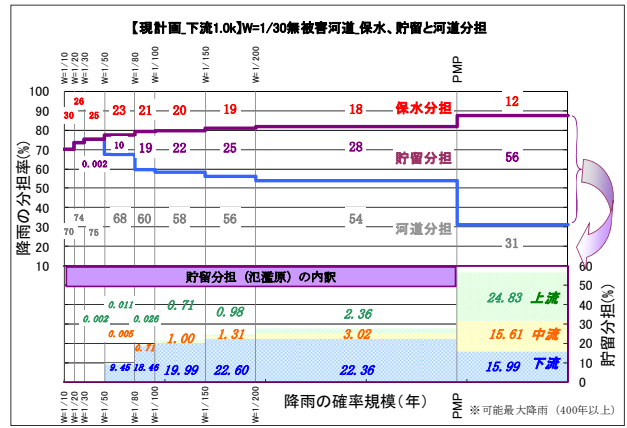 【現計画_下流1.0k】W=1/30無被害河道_保水、貯留と河道分担
W=1/10
W=1/20
W=1/30
W=1/50
W=1/80
W=1/100
W=1/150
W=1/200
PMP
降雨の分担率(%)
100
90
80
70
60
50
40
30
20
10
30
26
25
23
21
20
19
18
保水分担
12
0.002
10
19
22
25
28
貯留分担
56
70
74
75
68
60
58
56
54
河道分担
31
貯留分担（氾濫原）の内訳
60
50
40
30
20
10
0
貯留分担(%)
0.002
0.011
0.026
0.71
0.98
2.36
24.83 上流
0.005
0.71
1.00
1.31
3.02
15.61 中流
9.45
18.46
19.99
22.60
22.36
15.99 下流
W=1/10
W=1/20
W=1/30
W=1/50
W=1/80
W=1/100
W=1/150
W=1/200
PMP
降雨の確率規模(年)
※可能最大降雨（400年以上）